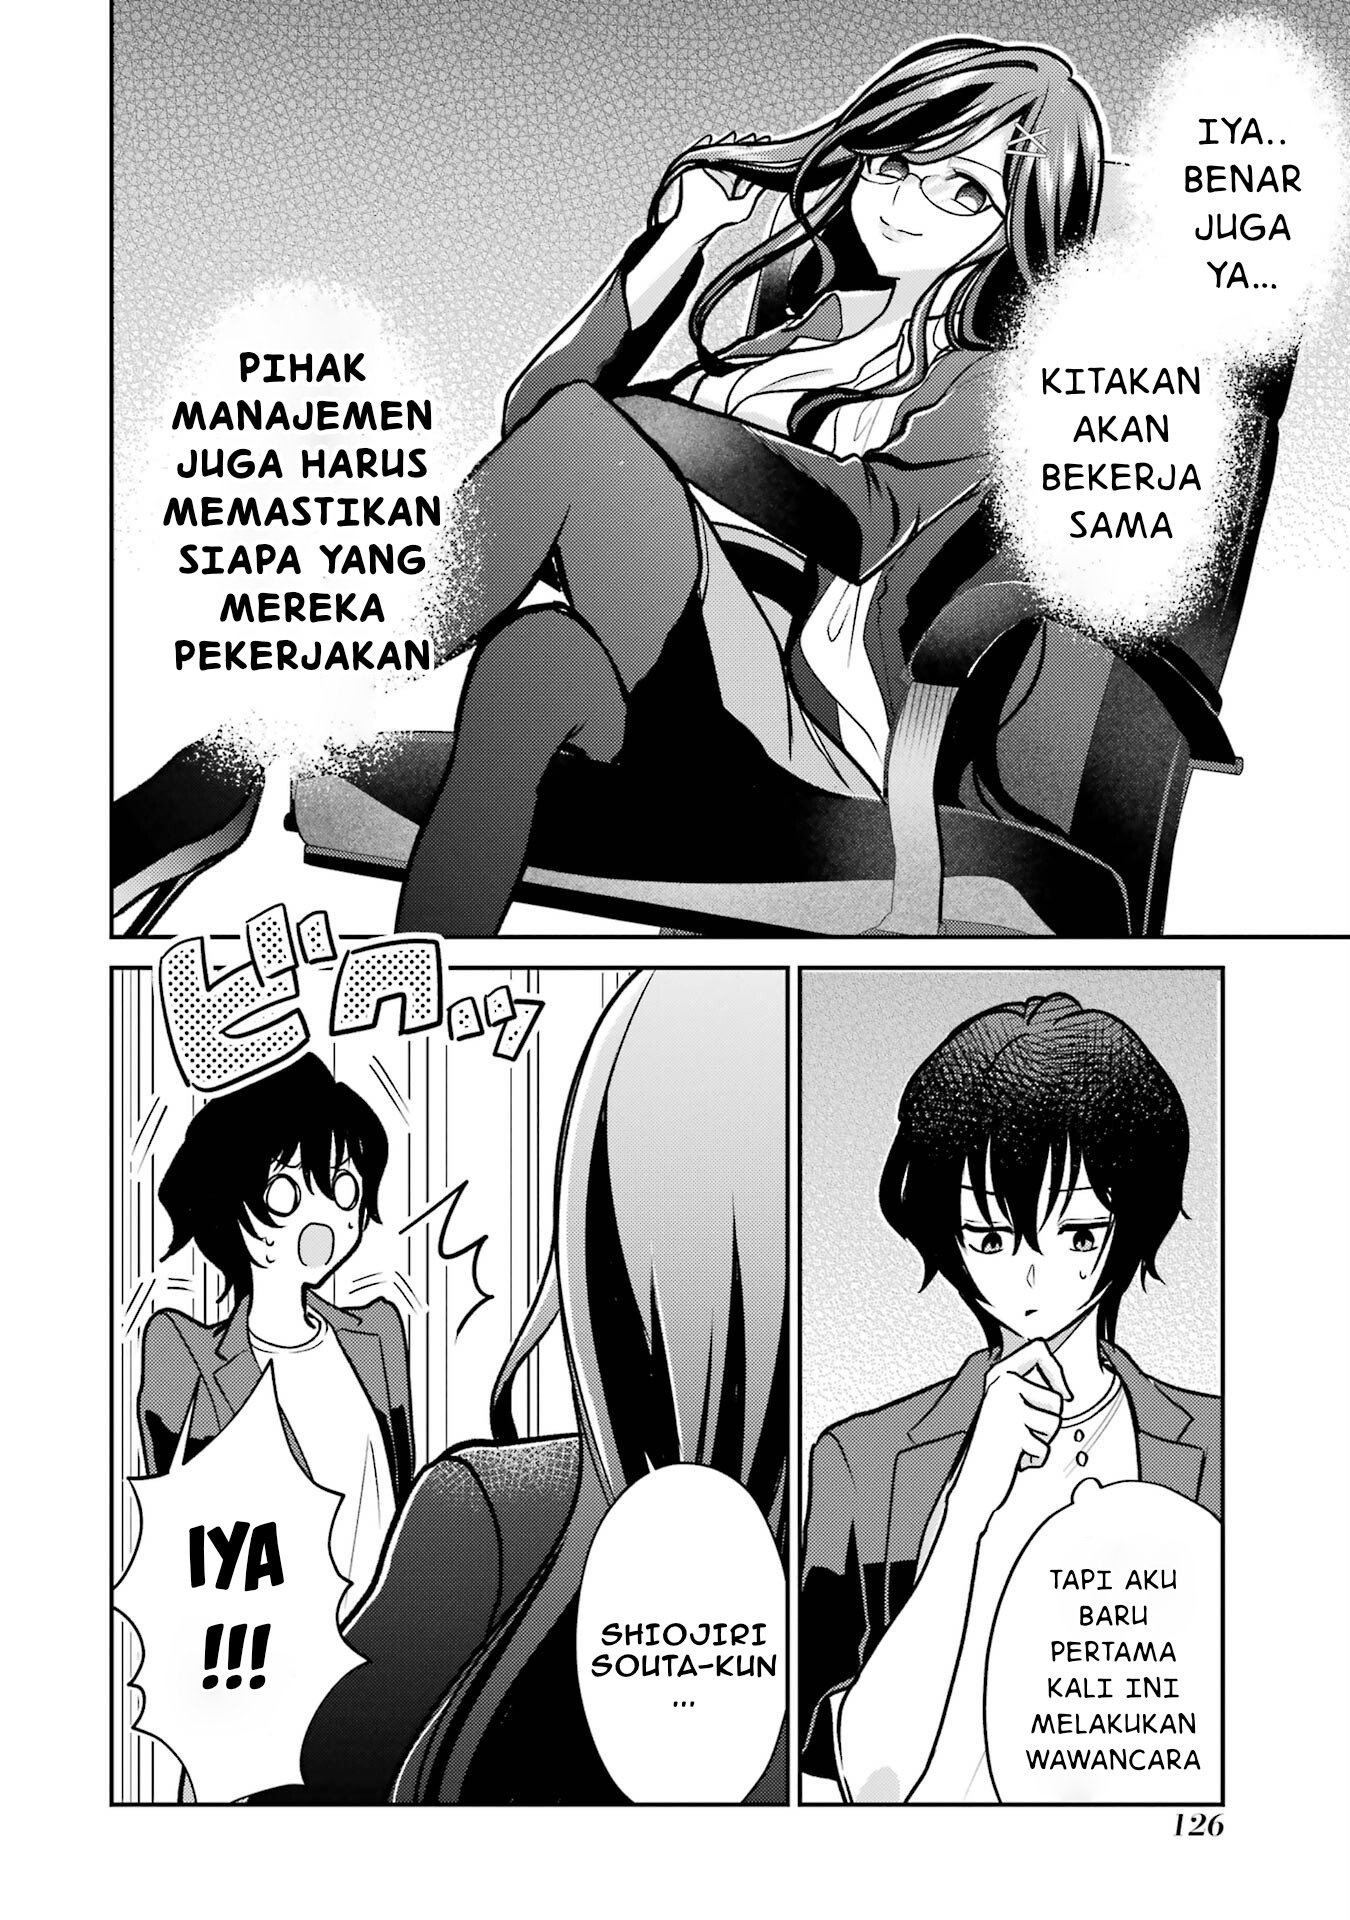 IYA..
BENAR
JUGA
YA...
KITAKAN
AKAN
BEKERJA
SAMA
PIHAK
MANAJEMEN
JUGA HARUS
MEMASTIKAN
SIAPA YANG
MEREKA
PEKERJAKAN
TAPI AKU
BARU
PERTAMA
KALI INI
MELAKUKAN
WAWANCARA
SHIOJIRI
SOUTA-KUN
...
ビクッ
IYA
!!!
126